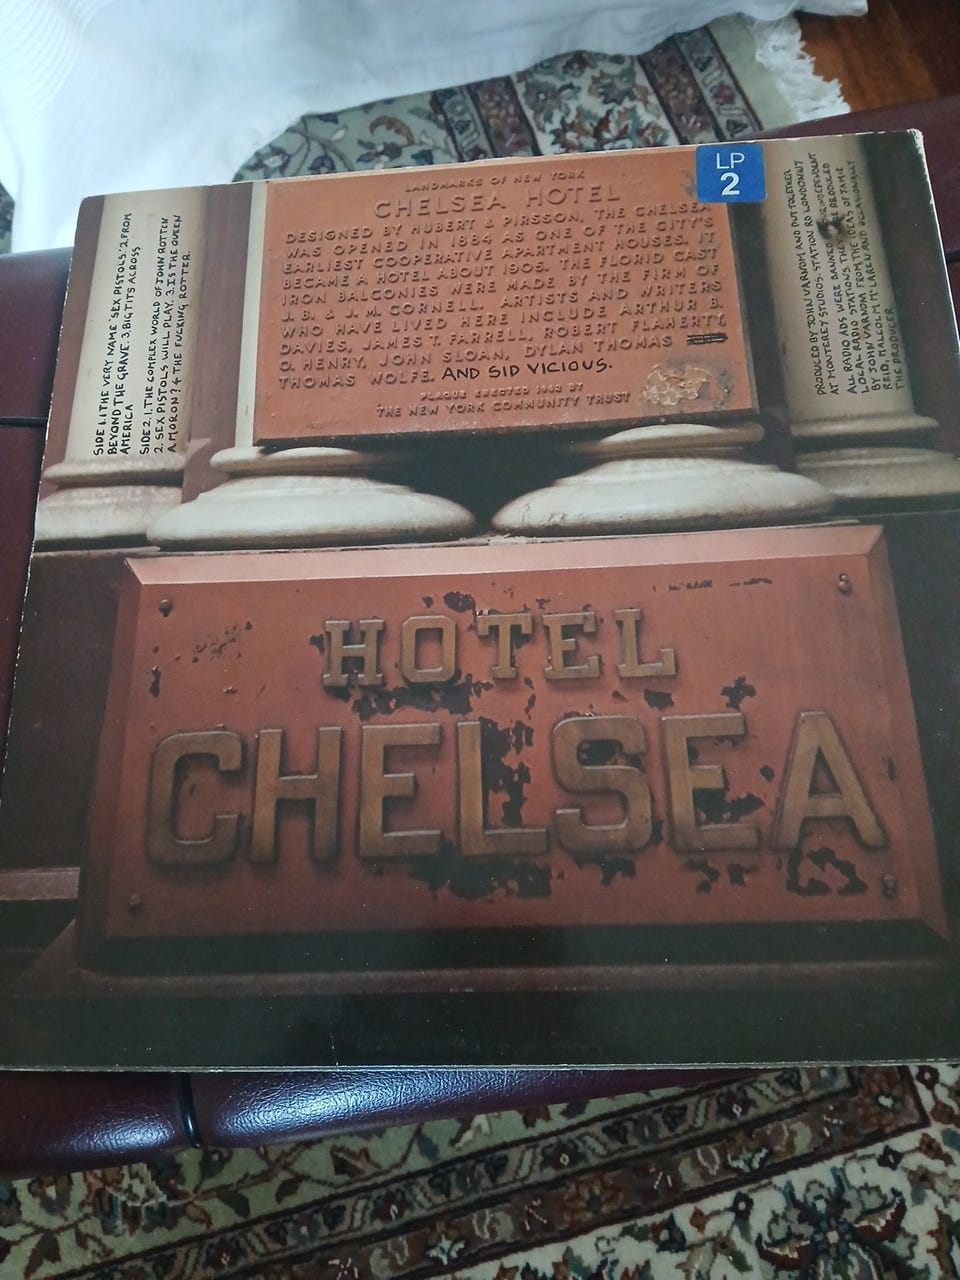 LP
2
LANDMARKS OF NEW YORK
CHELSEA HOTEL
DESIGNED BY HUBERT & PIRSSON, THE CHELSEA
WAS OPENED IN 1884 AS ONE OF THE CITY'S
EARLIEST COOPERATIVE APARTMENT HOUSES. IT
BECAME A HOTEL ABOUT 1905. THE FLORID CAST
IRON BALCONIES WERE MADE BY THE FIRM OF
J. B. & J. M. CORNELL. ARTISTS AND WRITERS
WHO HAVE LIVED HERE INCLUDE ARTHUR B.
DAVIES, JAMES T. FARRELL, ROBERT FLAHERTY,
O. HENRY, JOHN SLOAN, DYLAN THOMAS
THOMAS WOLFE. AND SID VICIOUS.
PLAQUE ERECTED 1962 BY
THE NEW YORK COMMUNITY TRUST
SIDE 1. 1. THE VERY NAME 'SEX PISTOLS'. 2. FROM
BEYOND THE GRAVE. 3. BIG TITS ACROSS
AMERICA
SIDE 2. 1. THE COMPLEX WORLD OF JOHN ROTTEN
2. SEX PISTOLS WILL PLAY. 3. IS THE QUEEN
A MORON? 4 THE FUCKING ROTTER.
PRODUCED BY JOHN VARNOM AND PUT TOGETHER
AT MONTEREY STUDIOS. STATION RD LONDON N17
ALL RADIO ADS WERE BANNED INDEPENDENT
LOCAL RADIO STATIONS. THEY WERE PRODUCED
BY JOHN VARNOM FROM THE IDEAS OF JAMIE
REID, MALCOLM McLAREN AND OCCASIONALLY
THE PRODUCER
HOTEL
CHELSEA